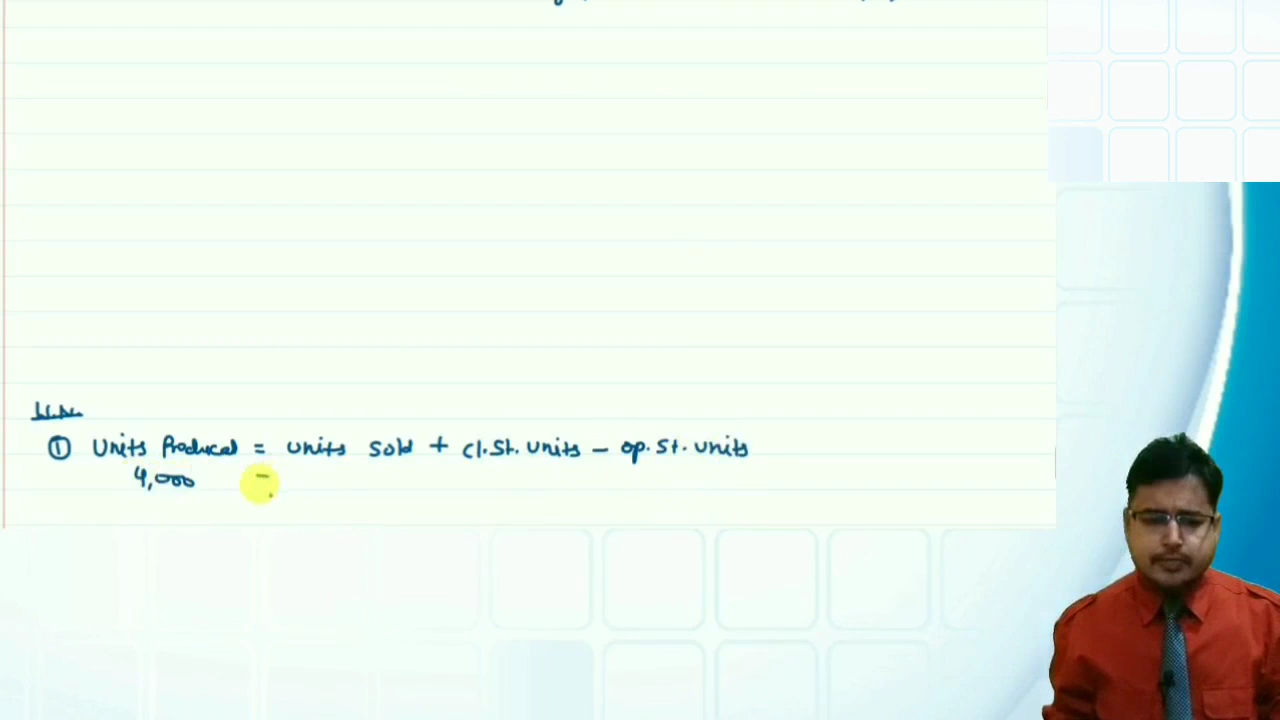 W.N.
① Units Produced = Units Sold + Cl.St. Units - Op. St. Units
4,000 =